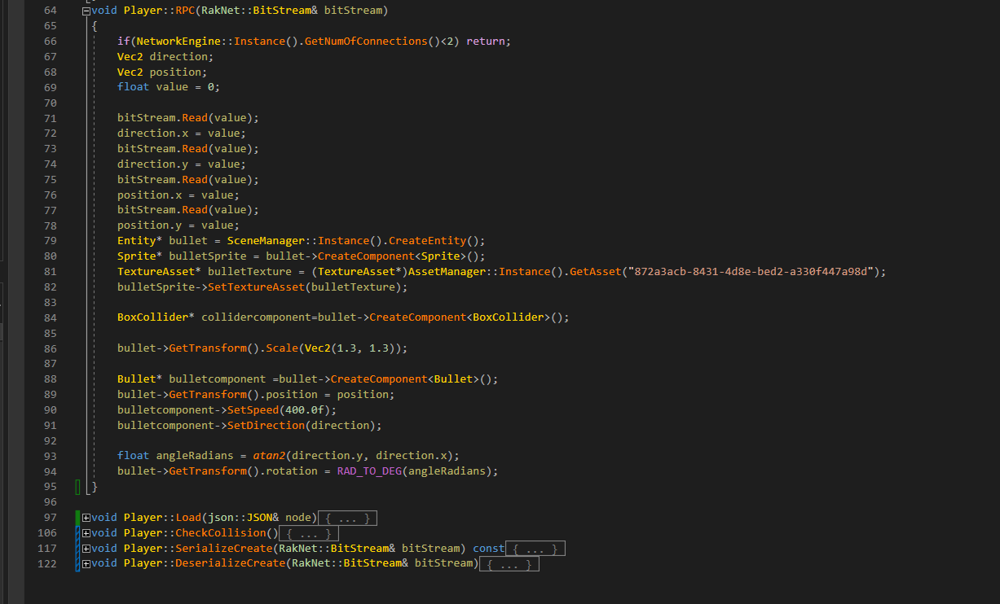 64 void Player::RPC(RakNet::BitStream& bitStream)
65 {
66 if(NetworkEngine::Instance().GetNumOfConnections()<2) return;
67 Vec2 direction;
68 Vec2 position;
69 float value = 0;
70
71 bitStream.Read(value);
72 direction.x = value;
73 bitStream.Read(value);
74 direction.y = value;
75 bitStream.Read(value);
76 position.x = value;
77 bitStream.Read(value);
78 position.y = value;
79 Entity* bullet = SceneManager::Instance().CreateEntity();
80 Sprite* bulletSprite = bullet->CreateComponent<Sprite>();
81 TextureAsset* bulletTexture = (TextureAsset*)AssetManager::Instance().GetAsset("872a3acb-8431-4d8e-bed2-a330f447a98d");
82 bulletSprite->SetTextureAsset(bulletTexture);
83
84 BoxCollider* collidercomponent=bullet->CreateComponent<BoxCollider>();
85
86 bullet->GetTransform().Scale(Vec2(1.3, 1.3));
87
88 Bullet* bulletcomponent =bullet->CreateComponent<Bullet>();
89 bullet->GetTransform().position = position;
90 bulletcomponent->SetSpeed(400.0f);
91 bulletcomponent->SetDirection(direction);
92
93 float angleRadians = atan2(direction.y, direction.x);
94 bullet->GetTransform().rotation = RAD_TO_DEG(angleRadians);
95 }
96
97 void Player::Load(json::JSON& node){ ... }
106 void Player::CheckCollision(){ ... }
117 void Player::SerializeCreate(RakNet::BitStream& bitStream) const{ ... }
122 void Player::DeserializeCreate(RakNet::BitStream& bitStream){ ... }